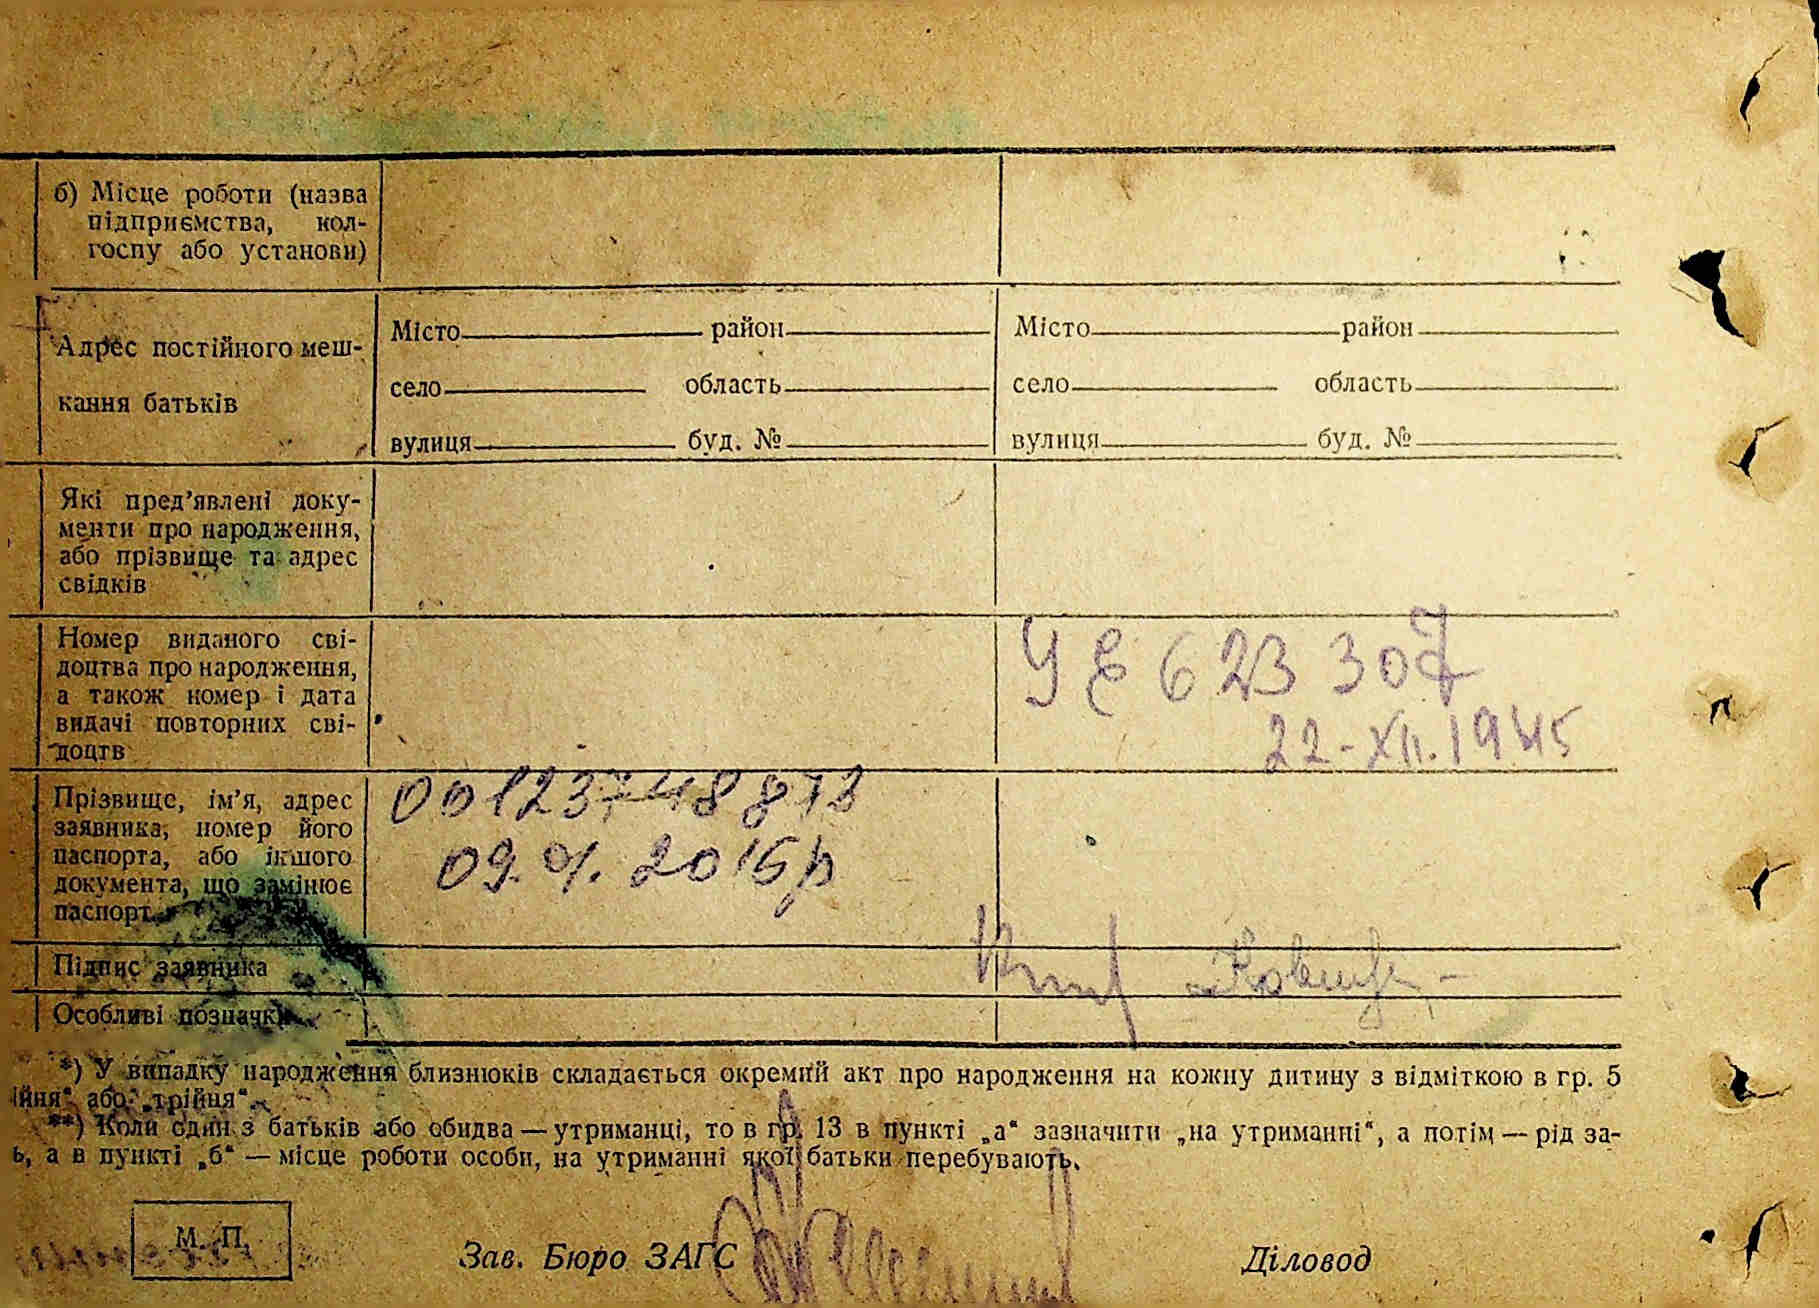 б) Місце роботи (назва
підприємства, кол-
госпу або установи)
Адрес постійного меш-
кання батьків
Місто район
село область
вулиця буд. №
Місто район
село область
вулиця буд. №
Які пред’явлені доку-
менти про народження,
або прізвище та адрес
свідків
Номер виданого сві-
доцтва про народження,
а також номер і дата
видачі повторних сві-
доцтв
УЄ 623307
22-XII.1945
Прізвище, ім’я, адрес
заявника, номер його
паспорта, або іншого
документа, що замінює
паспорт
00123748873
2015р
Підпис заявника
Особливі позначки
*) У випадку народження близнюків складається окремий акт про народження на кожну дитину з відміткою в гр. 5
ійня“ або „трійня“.
**) Коли один з батьків або обидва — утриманці, то в гр. 13 в пункті „а“ зазначити „на утриманні“, а потім — рід за-
ь, а в пункті „б“ — місце роботи особи, на утриманні якої батьки перебувають.
М. П.
Зав. Бюро ЗАГС Діловод